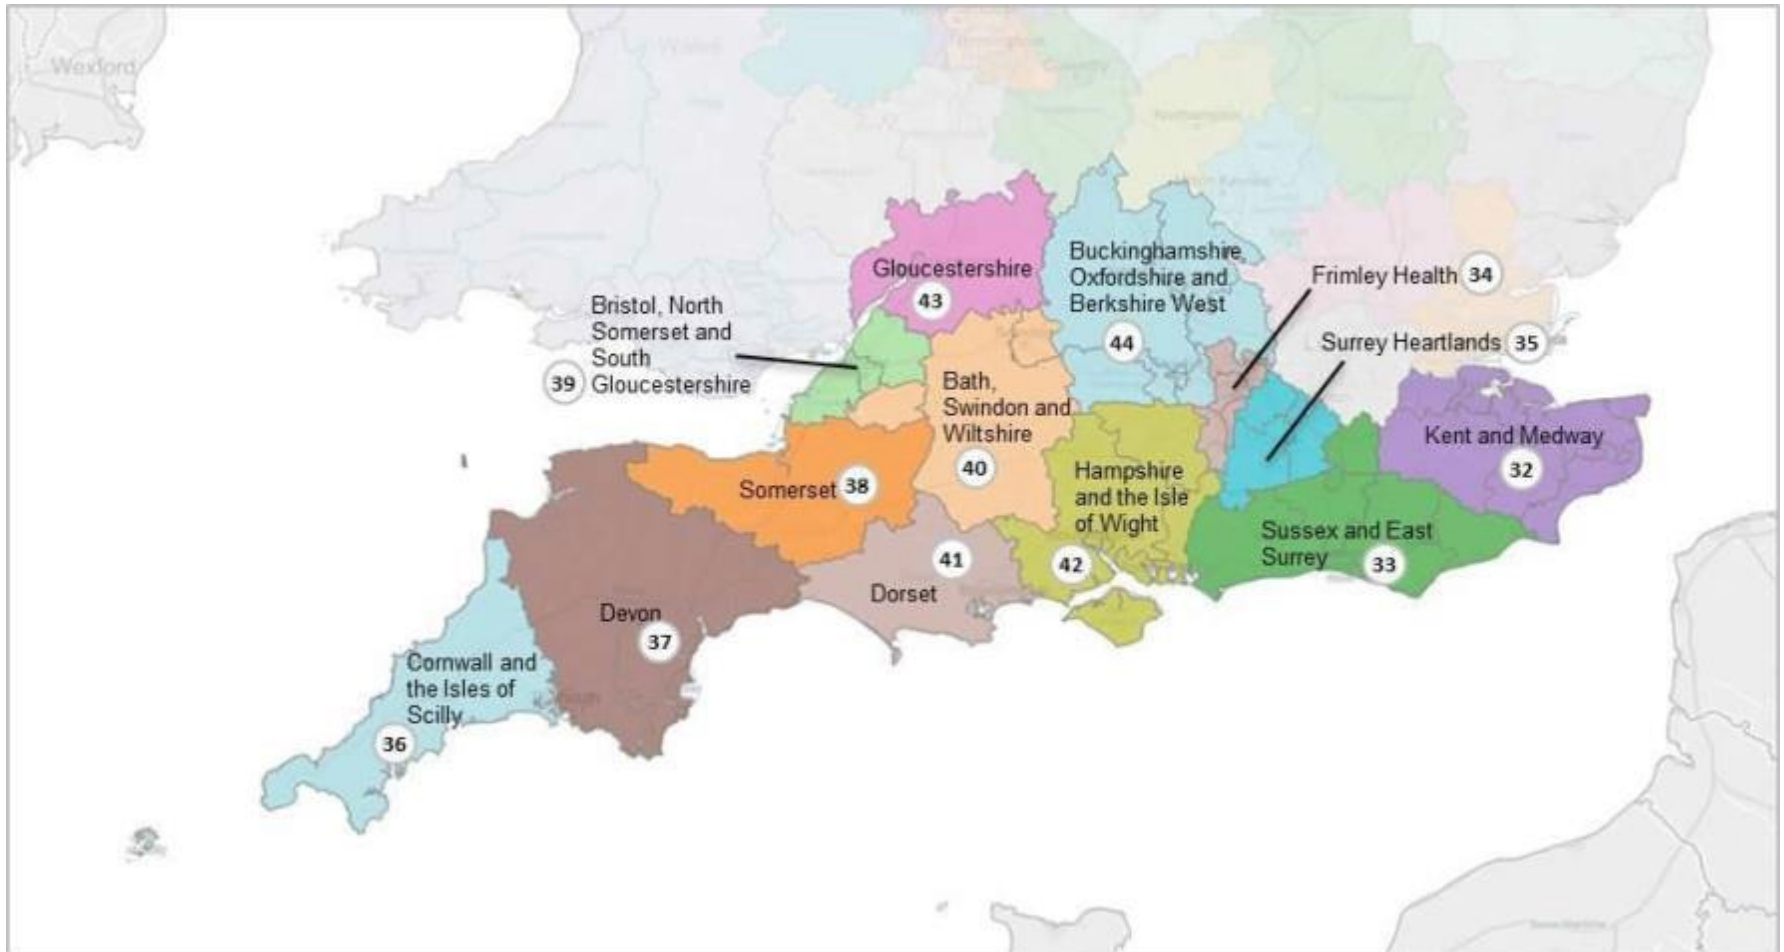 Wexford
Gloucestershire
43
Buckinghamshire,
Oxfordshire and
Berkshire West
44
Frimley Health 34
Surrey Heartlands 35
Bristol, North
Somerset and
South
39 Gloucestershire
Bath,
Swindon and
Wiltshire
40
Kent and Medway
32
Hampshire
and the Isle
of Wight
42
Somerset 38
Sussex and East
Surrey 33
41
Dorset
Devon
37
Cornwall and
the Isles of
Scilly
36